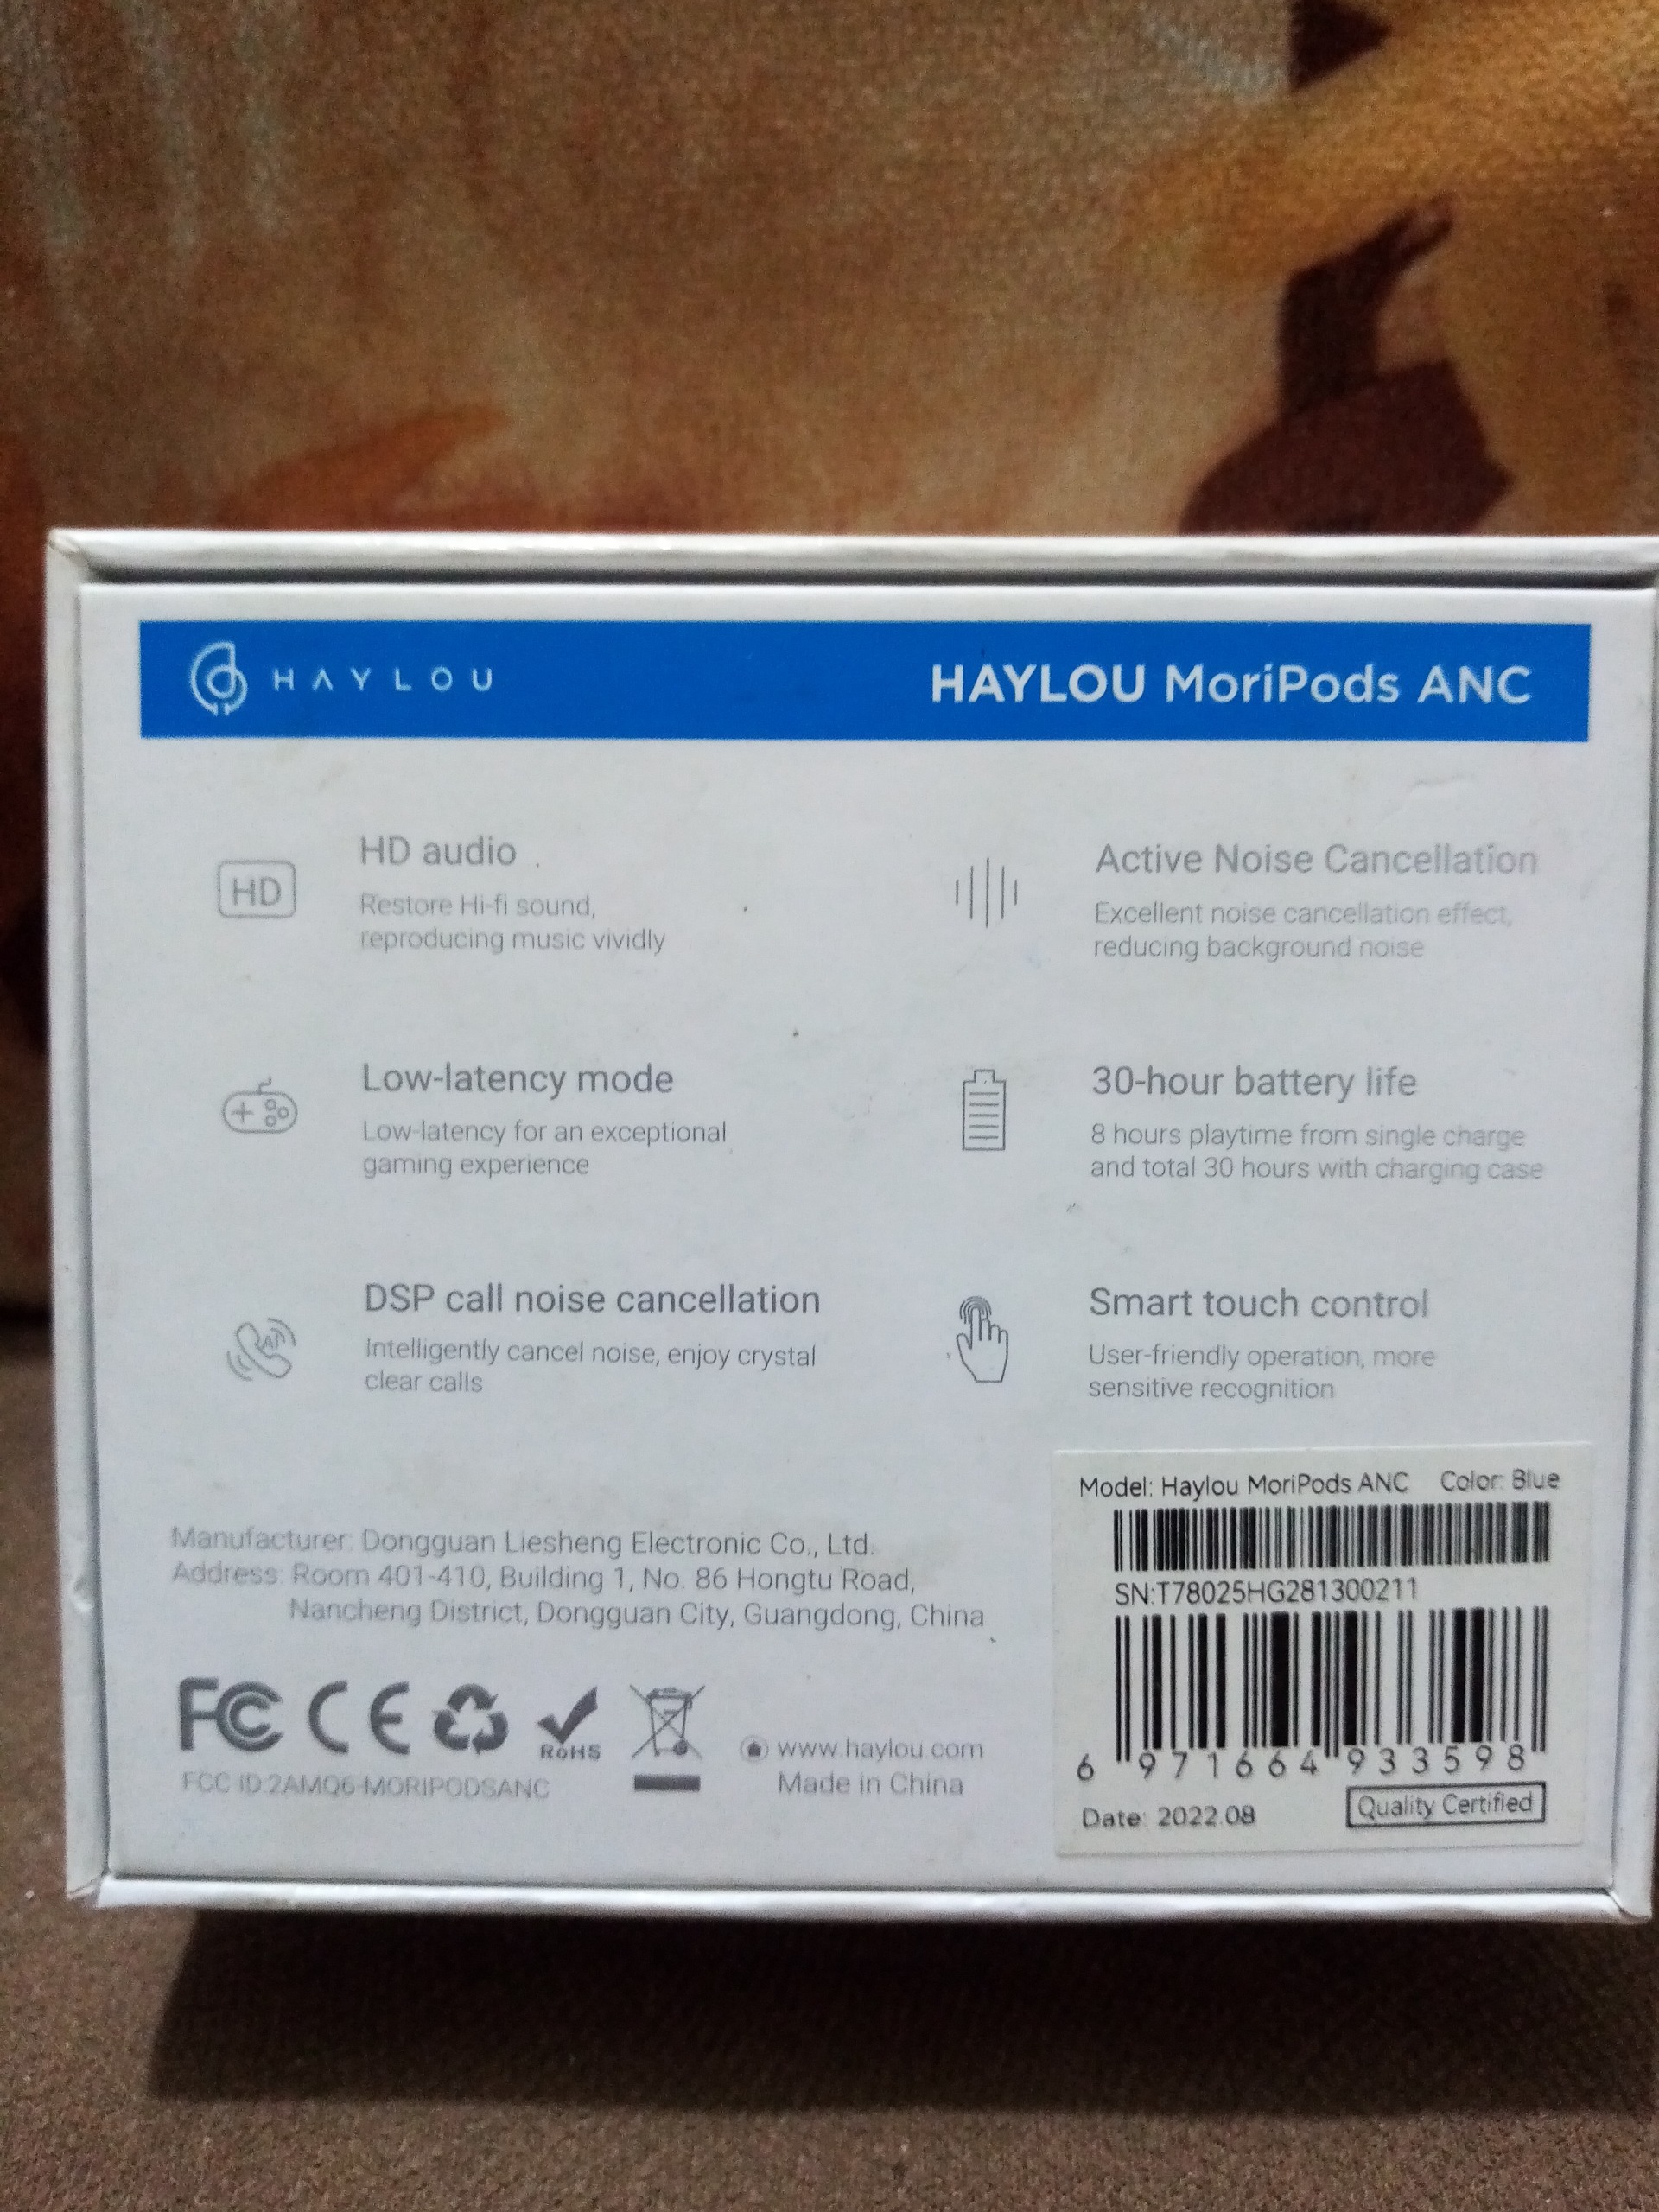 HAYLOU
HAYLOU MoriPods ANC
HD
HD audio
Restore Hi-fi sound,
reproducing music vividly
Active Noise Cancellation
Excellent noise cancellation effect,
reducing background noise
Low-latency mode
Low-latency for an exceptional
gaming experience
30-hour battery life
8 hours playtime from single charge
and total 30 hours with charging case
DSP call noise cancellation
Intelligently cancel noise, enjoy crystal
clear calls
Smart touch control
User-friendly operation, more
sensitive recognition
Manufacturer: Dongguan Liesheng Electronic Co., Ltd.
Address: Room 401-410, Building 1, No. 86 Hongtu Road,
Nancheng District, Dongguan City, Guangdong, China
FC CE
RoHS
FCC ID:2AMQ6-MORIPODSANC
www.haylou.com
Made in China
Model: Haylou MoriPods ANC Color: Blue
SN:T78025HG281300211
6 971664 933598
Date: 2022.08
Quality Certified